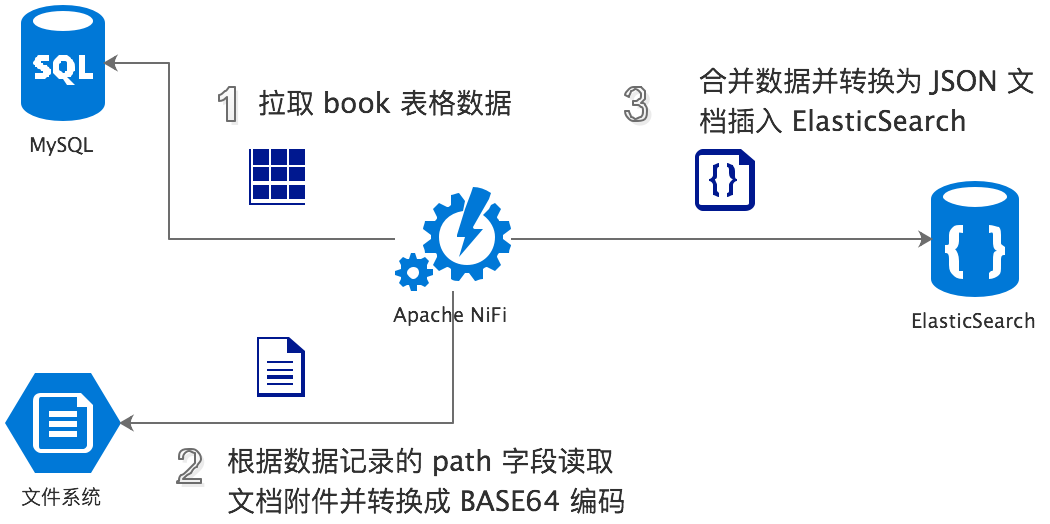 SQL
MySQL
1 拉取 book 表格数据
3 合并数据并转换为 JSON 文
档插入 ElasticSearch
{}
{}
ElasticSearch
Apache NiFi
文件系统
2 根据数据记录的 path 字段读取
文档附件并转换成 BASE64 编码